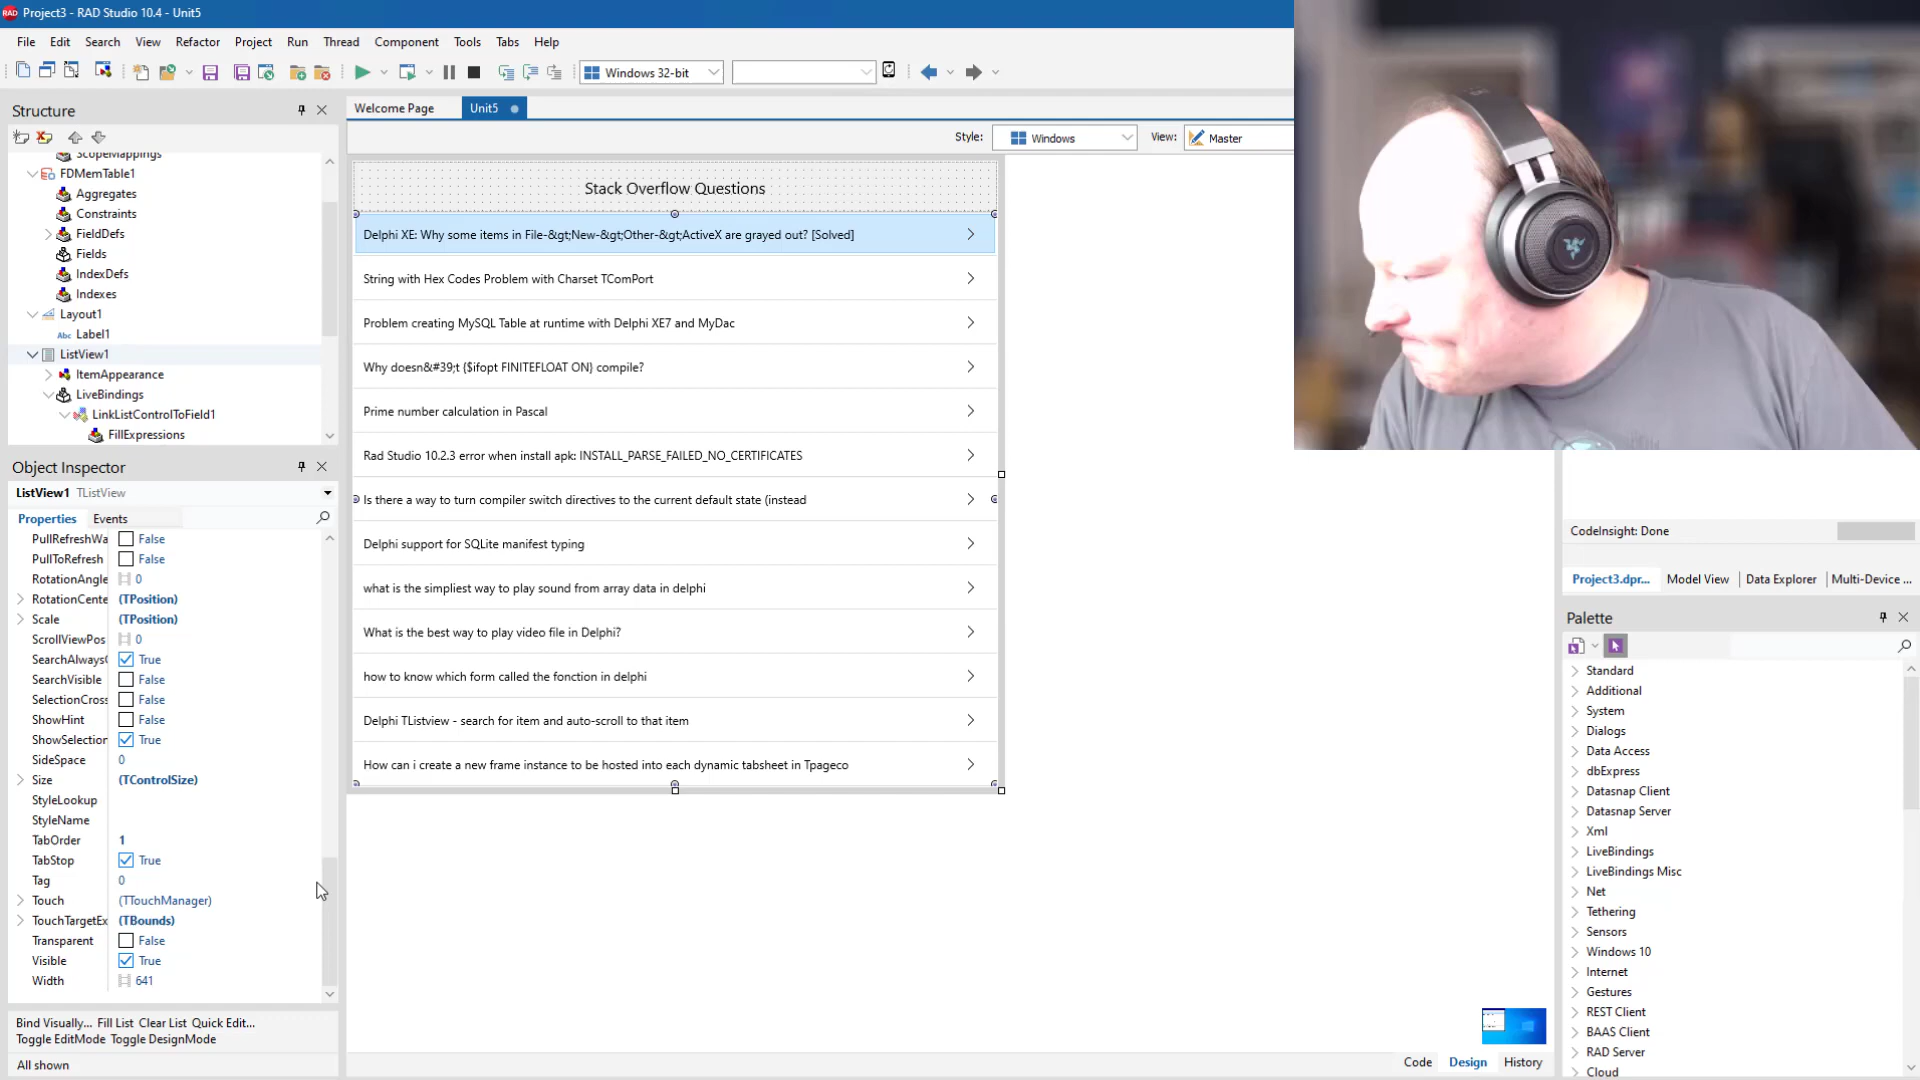 RAD Project3 - RAD Studio 10.4 - Unit5
File Edit Search View Refactor Project Run Thread Component Tools Tabs Help
Windows 32-bit
Structure
Welcome Page Unit5
Style: Windows View: Master
ScopeMappings
FDMemTable1
Aggregates
Constraints
FieldDefs
Fields
IndexDefs
Indexes
Layout1
Abc Label1
ListView1
ItemAppearance
LiveBindings
LinkListControlToField1
FillExpressions
Stack Overflow Questions
Delphi XE: Why some items in File-&gt;New-&gt;Other-&gt;ActiveX are grayed out? [Solved]
String with Hex Codes Problem with Charset TComPort
Problem creating MySQL Table at runtime with Delphi XE7 and MyDac
Why doesn&#39;t {$ifopt FINITEFLOAT ON} compile?
Prime number calculation in Pascal
Rad Studio 10.2.3 error when install apk: INSTALL_PARSE_FAILED_NO_CERTIFICATES
Is there a way to turn compiler switch directives to the current default state (instead
Delphi support for SQLite manifest typing
what is the simpliest way to play sound from array data in delphi
What is the best way to play video file in Delphi?
how to know which form called the fonction in delphi
Delphi TListview - search for item and auto-scroll to that item
How can i create a new frame instance to be hosted into each dynamic tabsheet in Tpageco
Object Inspector
ListView1 TListView
Properties Events
PullRefreshWa False
PullToRefresh False
RotationAngle 0
RotationCente (TPosition)
Scale (TPosition)
ScrollViewPos 0
SearchAlways True
SearchVisible False
SelectionCross False
ShowHint False
ShowSelection True
SideSpace 0
Size (TControlSize)
StyleLookup
StyleName
TabOrder 1
TabStop True
Tag 0
Touch (TTouchManager)
TouchTargetEx (TBounds)
Transparent False
Visible True
Width 641
Bind Visually... Fill List Clear List Quick Edit...
Toggle EditMode Toggle DesignMode
All shown
Code Design History
CodeInsight: Done
Project3.dpr... Model View Data Explorer Multi-Device ...
Palette
Standard
Additional
System
Dialogs
Data Access
dbExpress
Datasnap Client
Datasnap Server
Xml
LiveBindings
LiveBindings Misc
Net
Tethering
Sensors
Windows 10
Internet
Gestures
REST Client
BAAS Client
RAD Server
Cloud